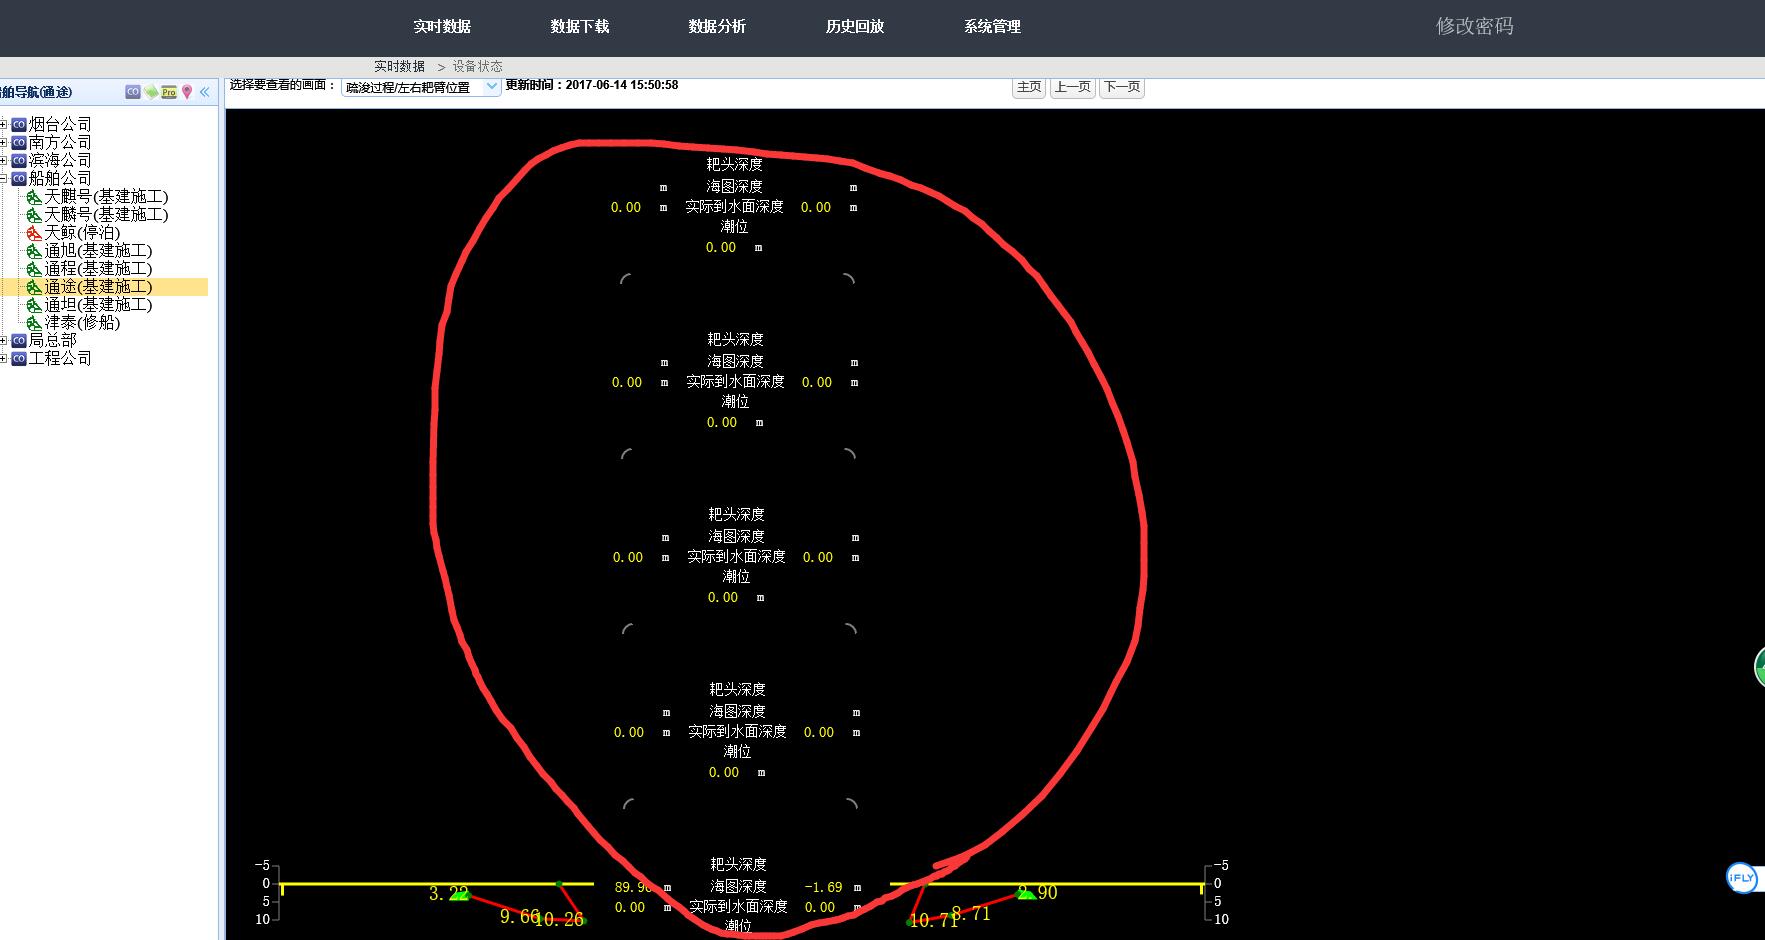 实时数据 数据下载 数据分析 历史回放 系统管理 修改密码
实时数据 > 设备状态
舶导航(通途) CO Pro «
选择要查看的画面： 疏浚过程/左右耙臂位置 更新时间：2017-06-14 15:50:58 主页 上一页 下一页
CO 烟台公司
CO 南方公司
CO 滨海公司
CO 船舶公司
天麒号(基建施工)
天麟号(基建施工)
天鲸(停泊)
通旭(基建施工)
通程(基建施工)
通途(基建施工)
通坦(基建施工)
津泰(修船)
CO 局总部
CO 工程公司
耙头深度
m 海图深度 m
0.00 m 实际到水面深度 0.00 m
潮位
0.00 m
耙头深度
m 海图深度 m
0.00 m 实际到水面深度 0.00 m
潮位
0.00 m
耙头深度
m 海图深度 m
0.00 m 实际到水面深度 0.00 m
潮位
0.00 m
耙头深度
m 海图深度 m
0.00 m 实际到水面深度 0.00 m
潮位
0.00 m
-5 耙头深度 -5
0 3.22 m 海图深度 -1.69 m 2.90 0
5 0.00 m 实际到水面深度 0.00 m 5
10 9.66 10.26 潮位 10.71 8.71 10
iFLY